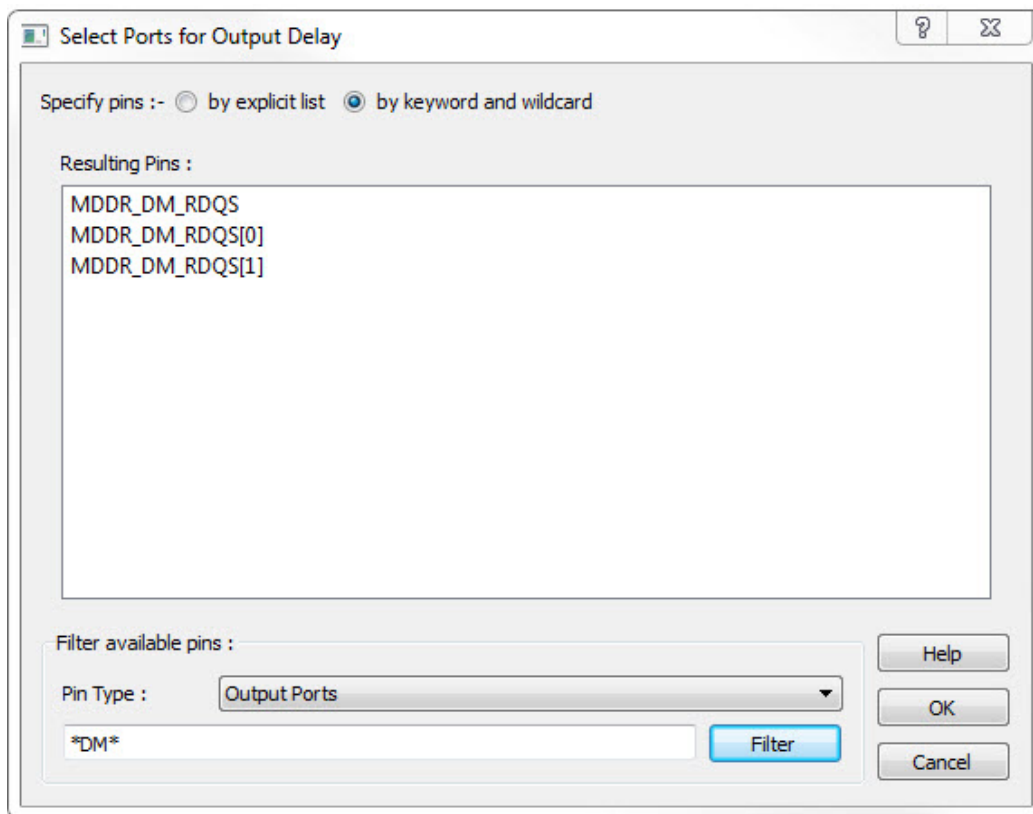 Select Ports for Output Delay
Specify pins :- by explicit list by keyword and wildcard
Resulting Pins :
MDDR_DM_RDQS
MDDR_DM_RDQS[0]
MDDR_DM_RDQS[1]
Filter available pins :
Pin Type : Output Ports
*DM* Filter
Help
OK
Cancel